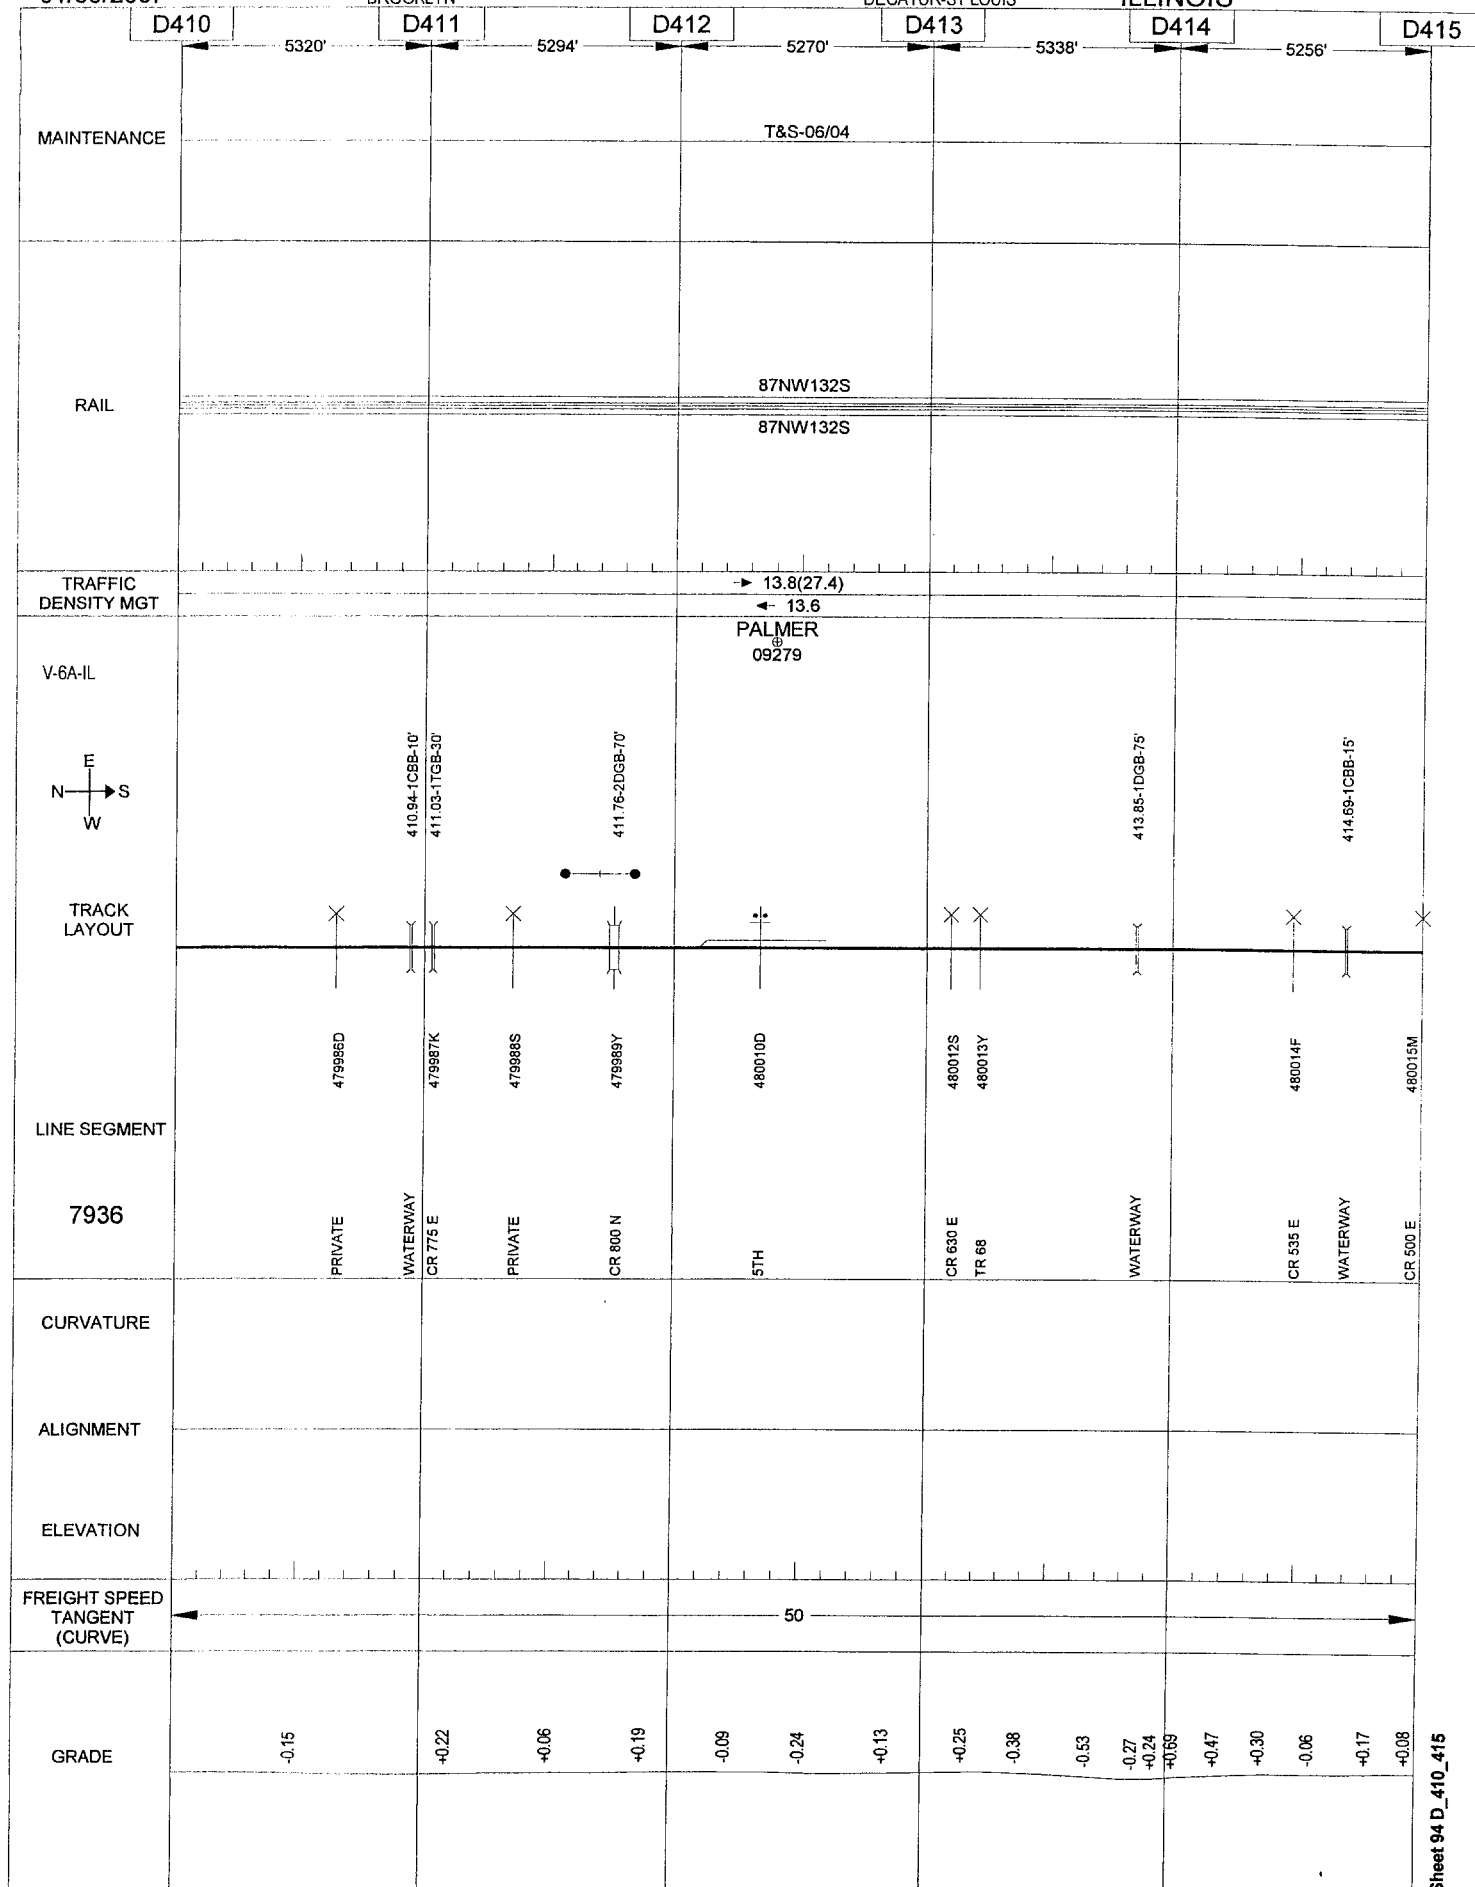 BROOKLYN DECATUR-ST LOUIS ILLINOIS
D410 D411 D412 D413 D414 D415
5320' 5294' 5270' 5338' 5256'
MAINTENANCE
T&S-06/04
RAIL
87NW132S
87NW132S
TRAFFIC
DENSITY MGT
13.8(27.4)
13.6
PALMER
09279
V-6A-IL
E
N S
W
410.94-1CBB-10'
411.03-1TGB-30'
411.76-2DGB-70'
413.85-1DGB-75'
414.69-1CBB-15'
TRACK
LAYOUT
479986D
479987K
479988S
479989Y
480010D
480012S
480013Y
480014F
480015M
LINE SEGMENT
7936
PRIVATE
WATERWAY
CR 775 E
PRIVATE
CR 800 N
5TH
CR 630 E
TR 68
WATERWAY
CR 535 E
WATERWAY
CR 500 E
CURVATURE
ALIGNMENT
ELEVATION
FREIGHT SPEED
TANGENT
(CURVE)
50
GRADE
-0.15
+0.22
+0.06
+0.19
-0.09
-0.24
+0.13
+0.25
-0.38
-0.53
-0.27
+0.24
+0.69
+0.47
+0.30
-0.06
+0.17
+0.08
Sheet 94 D_410_415